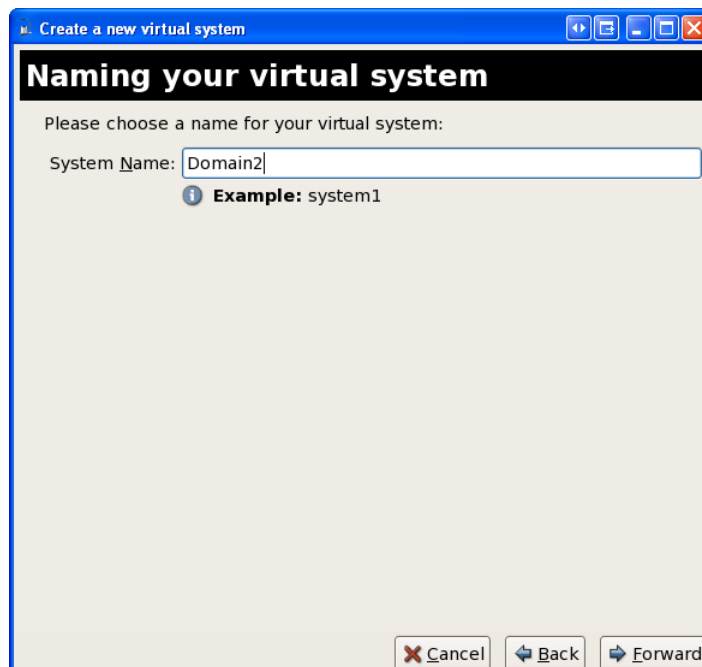 Create a new virtual system
Naming your virtual system
Please choose a name for your virtual system:
System Name: Domain2
Example: system1
Cancel Back Forward